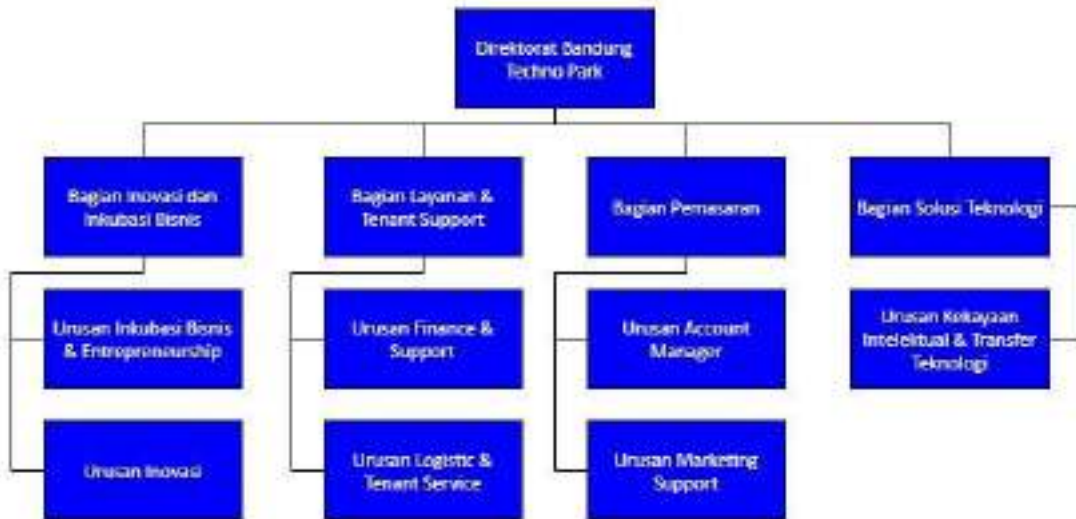 Direktorat Bandung
Techno Park
Bagian Inovasi dan
Inkubasi Bisnis
Bagian Layanan &
Tenant Support
Bagian Pemasaran
Bagian Solusi Teknologi
Urusan Inkubasi Bisnis
& Entrepreneurship
Urusan Finance &
Support
Urusan Account
Manager
Urusan Kekayaan
Intelektual & Transfer
Teknologi
Urusan Inovasi
Urusan Logistic &
Tenant Service
Urusan Marketing
Support